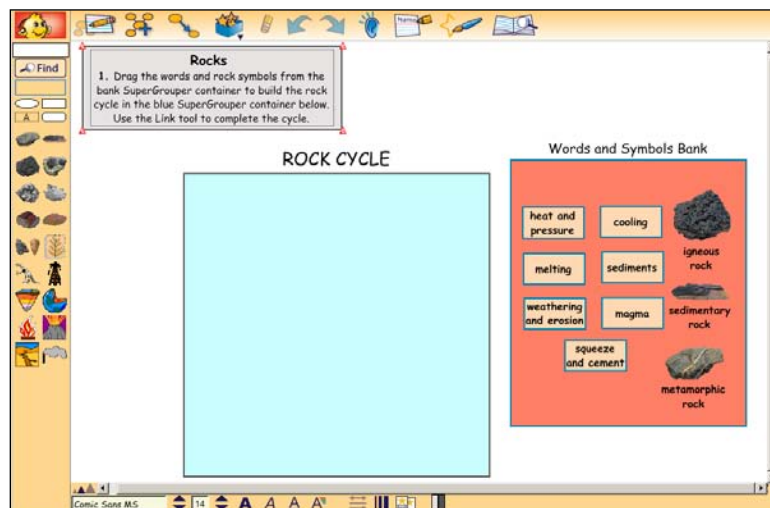 Rocks
1. Drag the words and rock symbols from the
bank SuperGrouper container to build the rock
cycle in the blue SuperGrouper container below.
Use the Link tool to complete the cycle.
Find
A
ROCK CYCLE
Words and Symbols Bank
heat and
pressure
cooling
igneous
rock
melting
sediments
weathering
and erosion
magma
sedimentary
rock
squeeze
and cement
metamorphic
rock
Comic Sans MS
14
A A A A